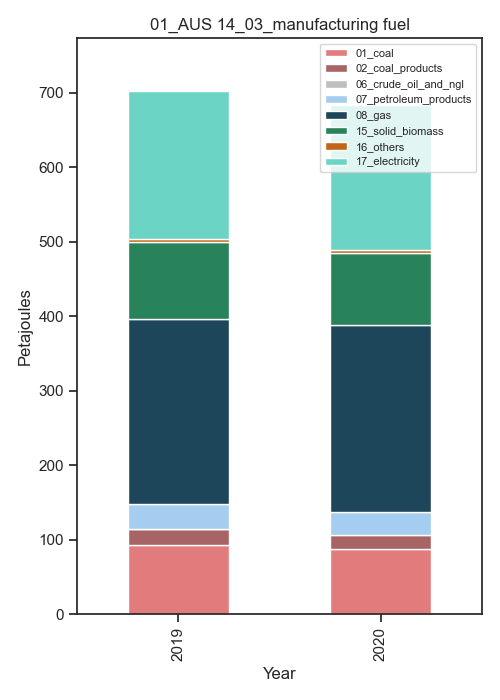 01_AUS 14_03_manufacturing fuel
01_coal
02_coal_products
06_crude_oil_and_ngl
07_petroleum_products
08_gas
15_solid_biomass
16_others
17_electricity
Petajoules
700
600
500
400
300
200
100
0
2019
2020
Year